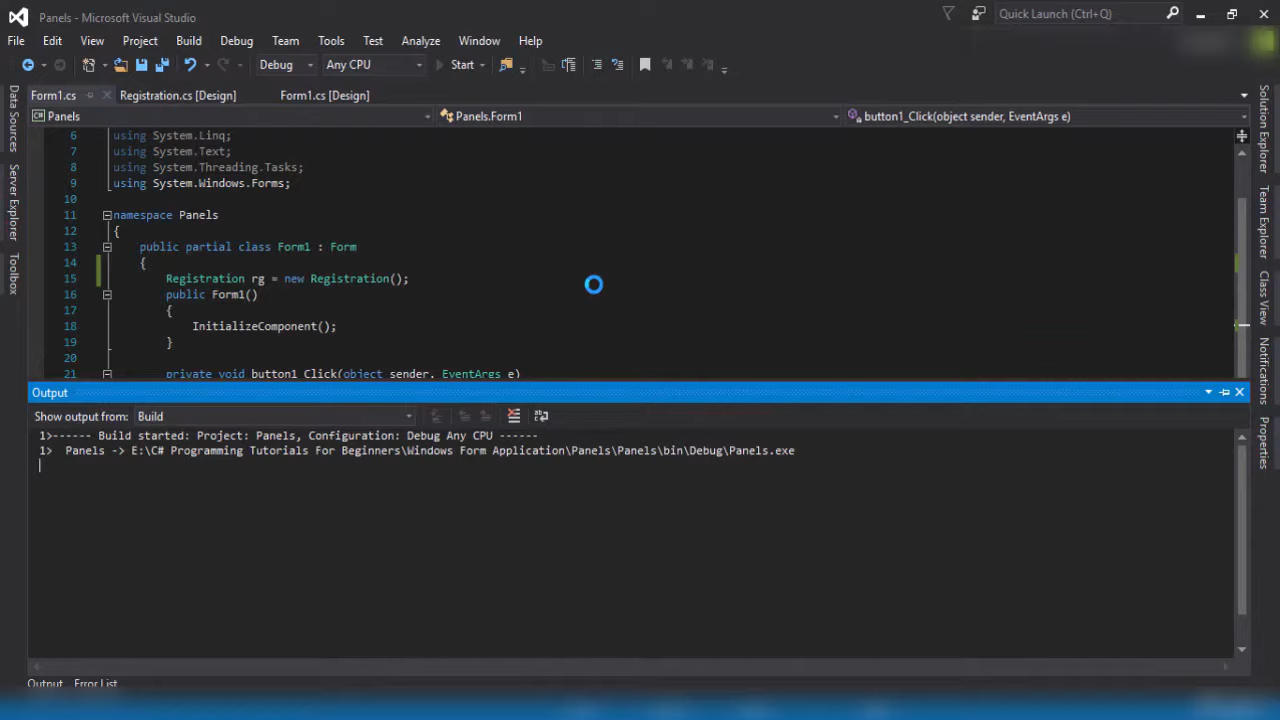 Panels - Microsoft Visual Studio
Quick Launch (Ctrl+Q)
File Edit View Project Build Debug Team Tools Test Analyze Window Help
Debug Any CPU Start
Form1.cs Registration.cs [Design] Form1.cs [Design]
Panels Panels.Form1 button1_Click(object sender, EventArgs e)
Data Sources
Server Explorer
Toolbox
6 using System.Linq;
7 using System.Text;
8 using System.Threading.Tasks;
9 using System.Windows.Forms;
10
11 namespace Panels
12 {
13 public partial class Form1 : Form
14 {
15 Registration rg = new Registration();
16 public Form1()
17 {
18 InitializeComponent();
19 }
20
21 private void button1_Click(object sender, EventArgs e)
Solution Explorer
Team Explorer
Class View
Notifications
Properties
Output
Show output from: Build
1>------ Build started: Project: Panels, Configuration: Debug Any CPU ------
1> Panels -> E:\C# Programming Tutorials For Beginners\Windows Form Application\Panels\Panels\bin\Debug\Panels.exe
Output Error List